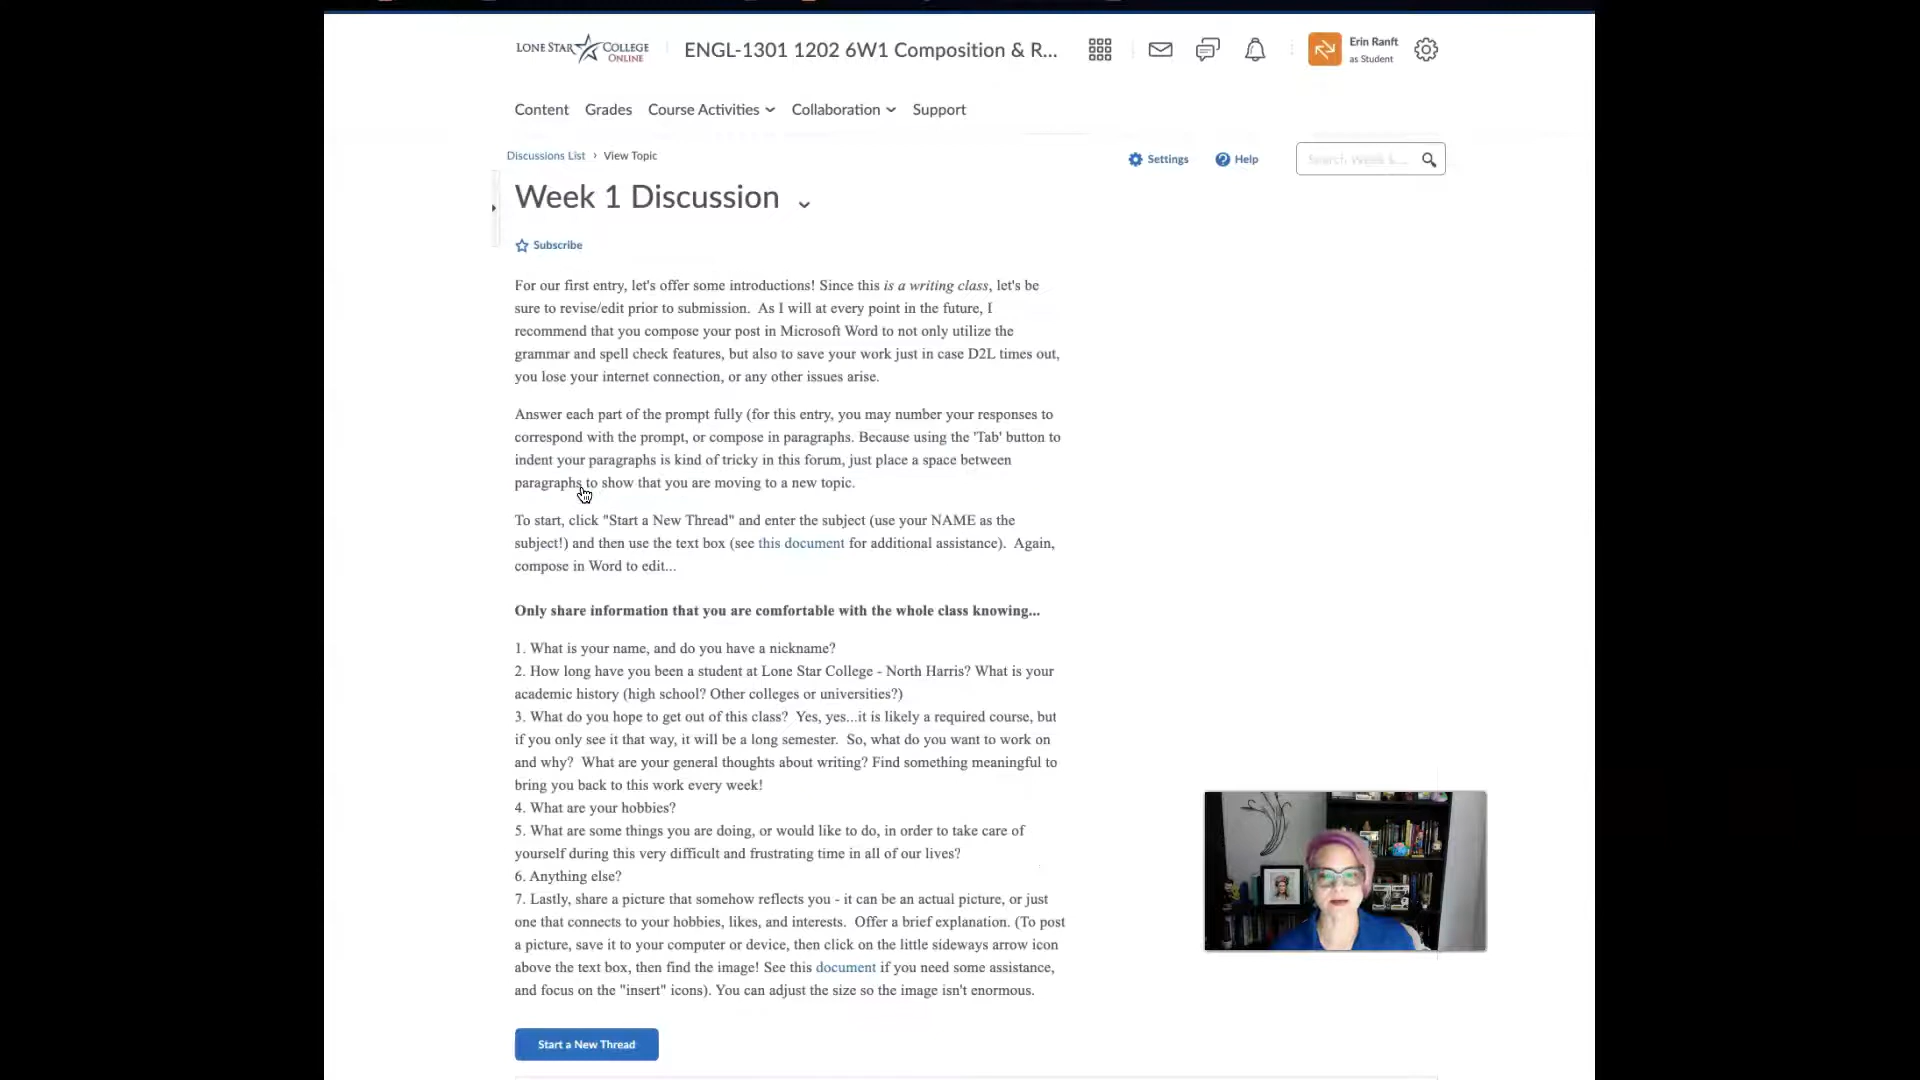 LONE STAR COLLEGE
ONLINE
ENGL-1301 1202 6W1 Composition & R...
Erin Ranft
as Student
Content Grades Course Activities Collaboration Support
Discussions List › View Topic
Settings Help Search Week 1...
Week 1 Discussion
Subscribe
For our first entry, let's offer some introductions! Since this is a writing class, let's be
sure to revise/edit prior to submission.  As I will at every point in the future, I
recommend that you compose your post in Microsoft Word to not only utilize the
grammar and spell check features, but also to save your work just in case D2L times out,
you lose your internet connection, or any other issues arise.
Answer each part of the prompt fully (for this entry, you may number your responses to
correspond with the prompt, or compose in paragraphs. Because using the 'Tab' button to
indent your paragraphs is kind of tricky in this forum, just place a space between
paragraphs to show that you are moving to a new topic.
To start, click "Start a New Thread" and enter the subject (use your NAME as the
subject!) and then use the text box (see this document for additional assistance).  Again,
compose in Word to edit...
Only share information that you are comfortable with the whole class knowing...
1. What is your name, and do you have a nickname?
2. How long have you been a student at Lone Star College - North Harris? What is your
academic history (high school? Other colleges or universities?)
3. What do you hope to get out of this class?  Yes, yes...it is likely a required course, but
if you only see it that way, it will be a long semester.  So, what do you want to work on
and why?  What are your general thoughts about writing? Find something meaningful to
bring you back to this work every week!
4. What are your hobbies?
5. What are some things you are doing, or would like to do, in order to take care of
yourself during this very difficult and frustrating time in all of our lives?
6. Anything else?
7. Lastly, share a picture that somehow reflects you - it can be an actual picture, or just
one that connects to your hobbies, likes, and interests.  Offer a brief explanation. (To post
a picture, save it to your computer or device, then click on the little sideways arrow icon
above the text box, then find the image! See this document if you need some assistance,
and focus on the "insert" icons). You can adjust the size so the image isn't enormous.
Start a New Thread